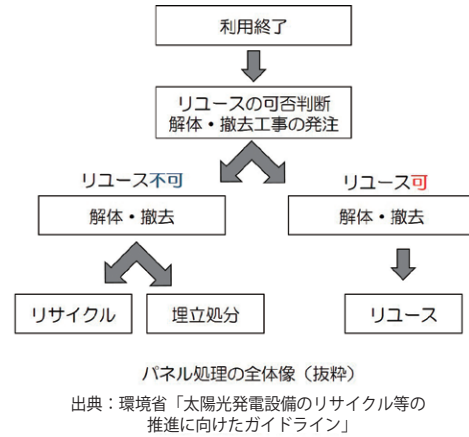 利用終了
リユースの可否判断
解体・撤去工事の発注
リユース不可
リユース可
解体・撤去
解体・撤去
リサイクル
埋立処分
リユース
パネル処理の全体像（抜粋）
出典：環境省「太陽光発電設備のリサイクル等の
推進に向けたガイドライン」